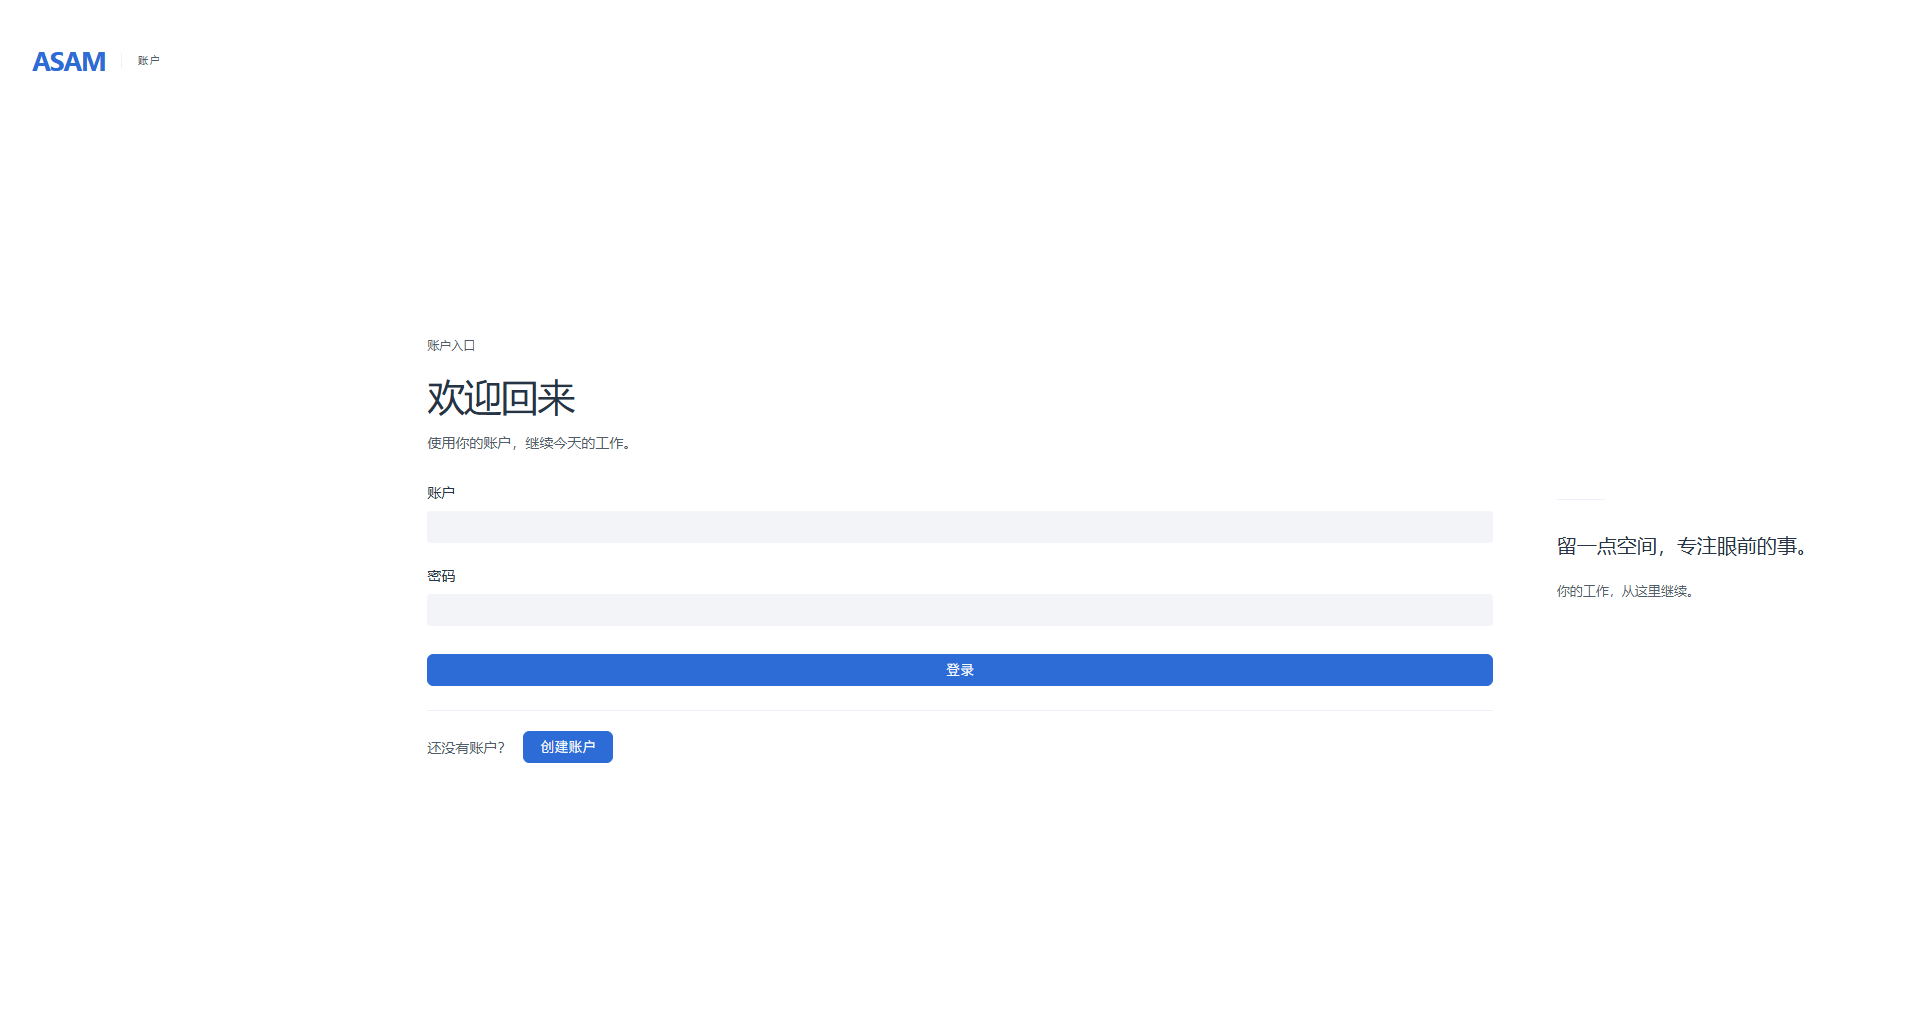 ASAM 账户
账户入口
欢迎回来
使用你的账户，继续今天的工作。
账户
密码
登录
还没有账户？ 创建账户
留一点空间，专注眼前的事。
你的工作，从这里继续。